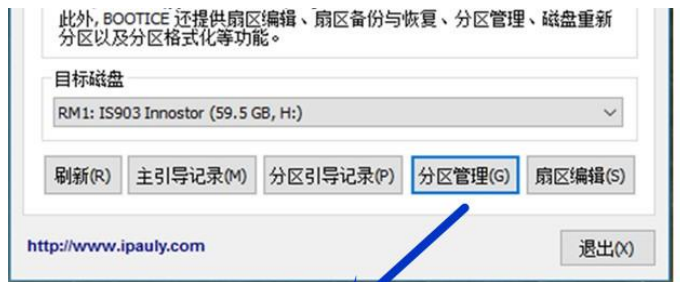 此外, BOOTICE 还提供扇区编辑、扇区备份与恢复、分区管理、磁盘重新
分区以及分区格式化等功能。
目标磁盘
RM1: IS903 Innostor (59.5 GB, H:)
刷新(R) 主引导记录(M) 分区引导记录(P) 分区管理(G) 扇区编辑(S)
http://www.ipauly.com 退出(X)